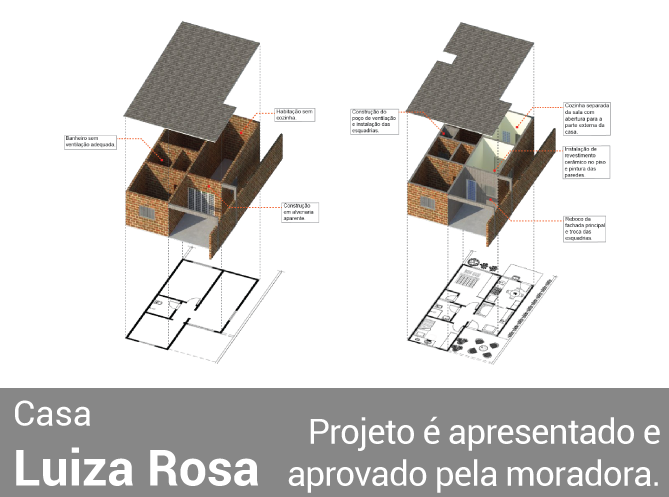 Habitação sem
cozinha.
Banheiro sem
ventilação adequada.
Construção
em alvenaria
aparente.
Construção do
poço de ventilação
e instalação das
esquadrias.
Cozinha separada
da sala com
abertura para a
parte externa da
casa.
Instalação de
revestimento
cerâmico no piso
e pintura das
paredes.
Reboco da
fachada principal
e troca das
esquadrias
Casa
Luiza Rosa
Projeto é apresentado e
aprovado pela moradora.